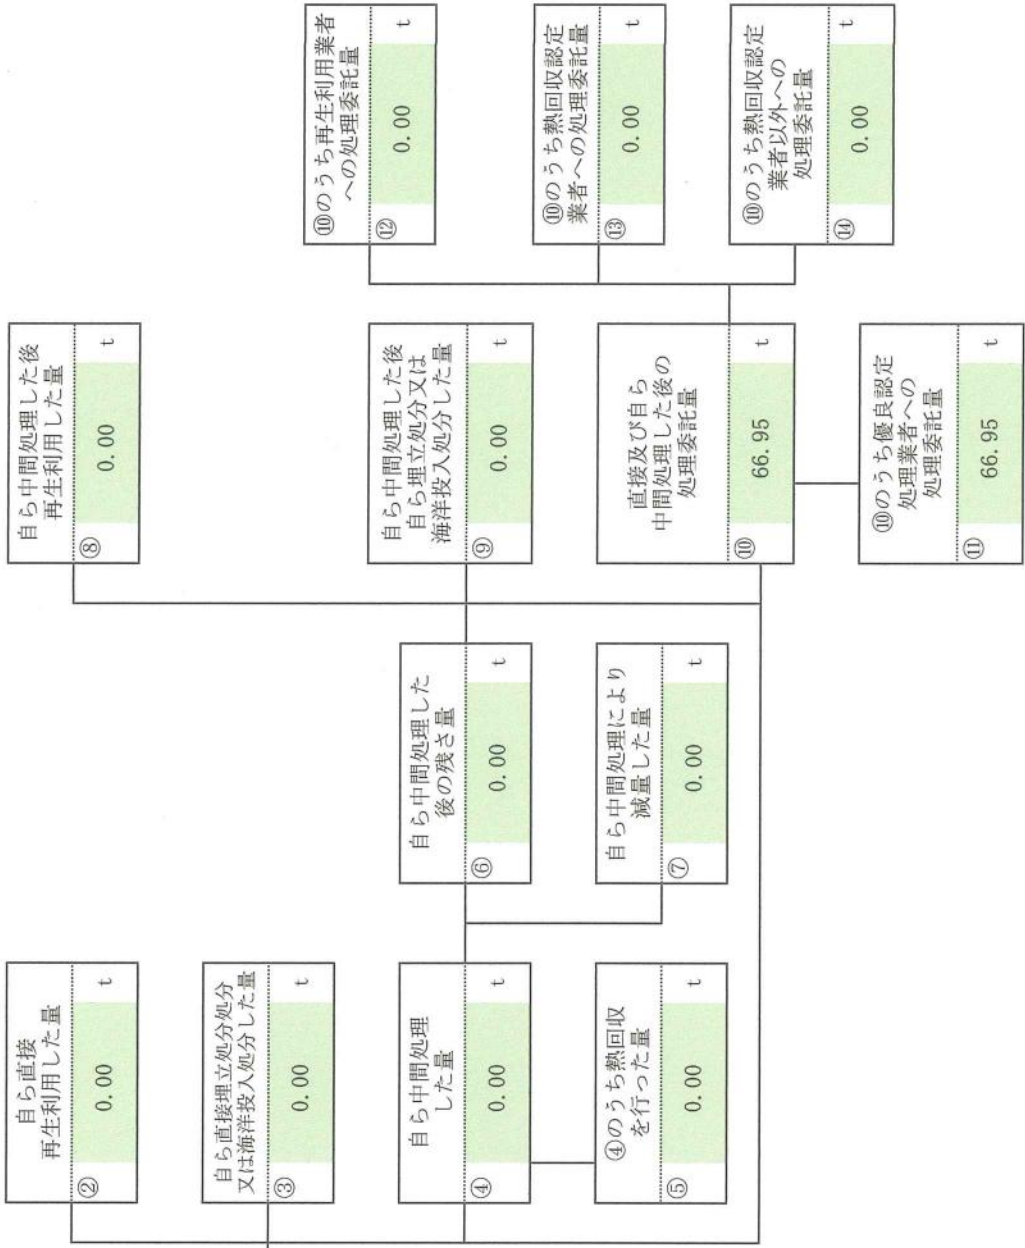 自ら直接
再生利用した量
② 0.00 t
自ら直接埋立処分処分
又は海洋投入処分した量
③ 0.00 t
自ら中間処理
した量
④ 0.00 t
④のうち熱回収
を行った量
⑤ 0.00 t
自ら中間処理した
後の残さ量
⑥ 0.00 t
自ら中間処理により
減量した量
⑦ 0.00 t
自ら中間処理した後
再生利用した量
⑧ 0.00 t
自ら中間処理した後
自ら埋立処分又は
海洋投入処分した量
⑨ 0.00 t
直接及び自ら
中間処理した後の
処理委託量
⑩ 66.95 t
⑩のうち優良認定
処理業者への
処理委託量
⑪ 66.95 t
⑩のうち再生利用業者
への処理委託量
⑫ 0.00 t
⑩のうち熱回収認定
業者への処理委託量
⑬ 0.00 t
⑩のうち熱回収認定
業者以外への
処理委託量
⑭ 0.00 t